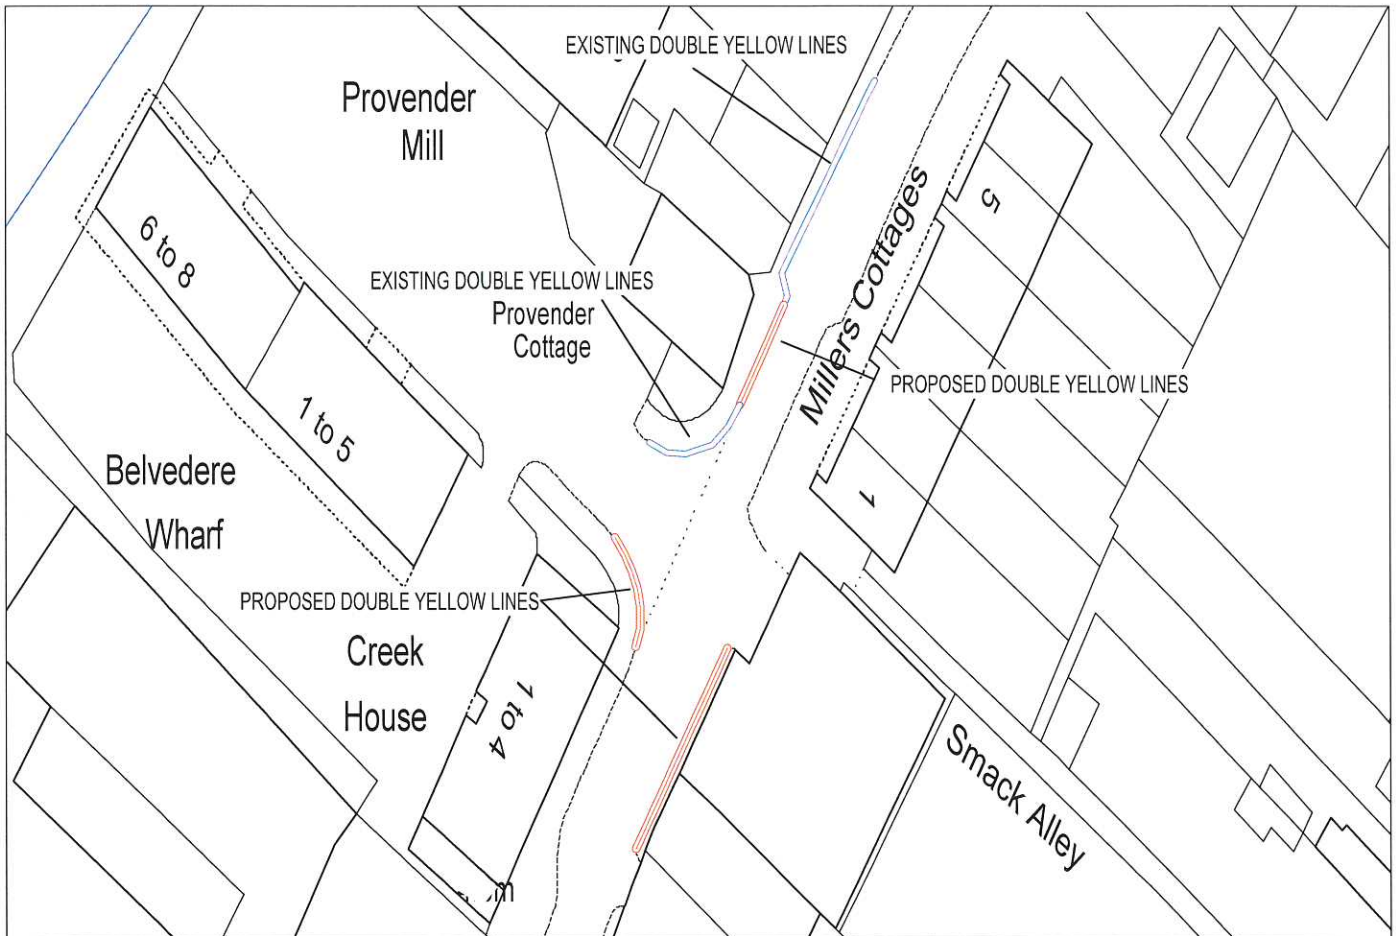 EXISTING DOUBLE YELLOW LINES
Provender
Mill
5
6 to 8
Millers Cottages
EXISTING DOUBLE YELLOW LINES
Provender
Cottage
PROPOSED DOUBLE YELLOW LINES
1 to 5
Belvedere
Wharf
1
PROPOSED DOUBLE YELLOW LINES
Creek
House
1 to 4
Smack Alley